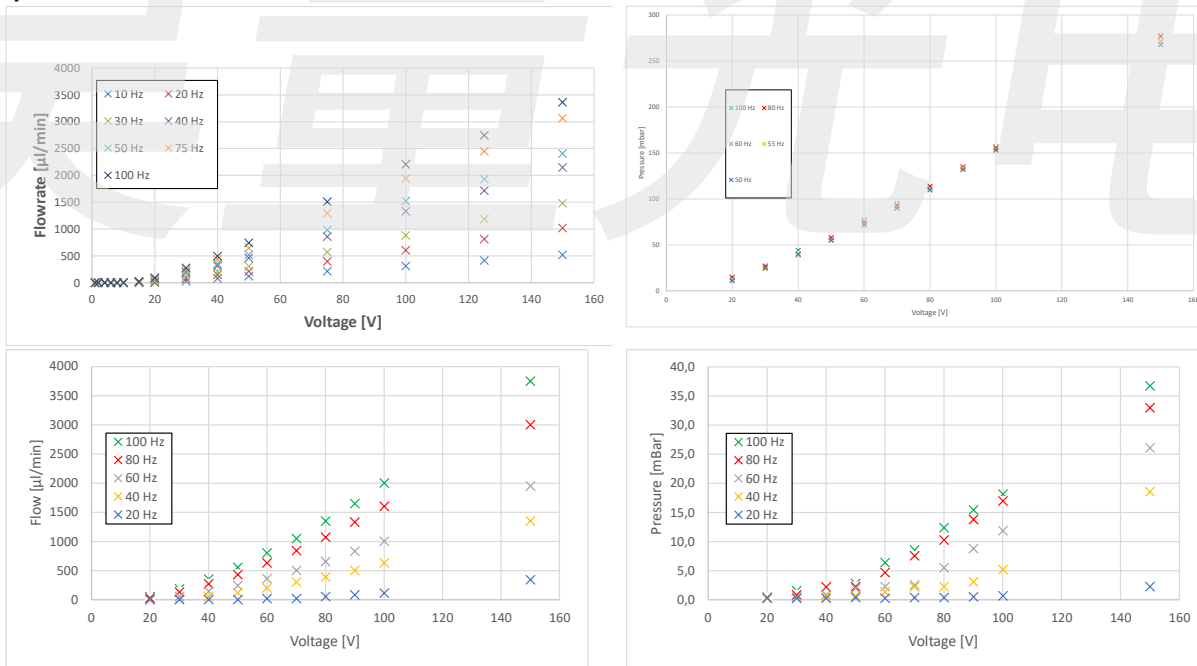 4000
3500
3000
2500
2000
1500
1000
500
0
Flowrate [µl/min]
10 Hz 20 Hz
30 Hz 40 Hz
50 Hz 75 Hz
100 Hz
0 20 40 60 80 100 120 140 160
Voltage [V]
300
250
200
150
100
50
0
Pressure [mbar]
100 Hz 80 Hz
60 Hz 55 Hz
50 Hz
0 20 40 60 80 100 120 140 160
Voltage [V]
4000
3500
3000
2500
2000
1500
1000
500
0
Flow [µl/min]
100 Hz
80 Hz
60 Hz
40 Hz
20 Hz
0 20 40 60 80 100 120 140 160
Voltage [V]
40,0
35,0
30,0
25,0
20,0
15,0
10,0
5,0
0,0
Pressure [mBar]
100 Hz
80 Hz
60 Hz
40 Hz
20 Hz
0 20 40 60 80 100 120 140 160
Voltage [V]